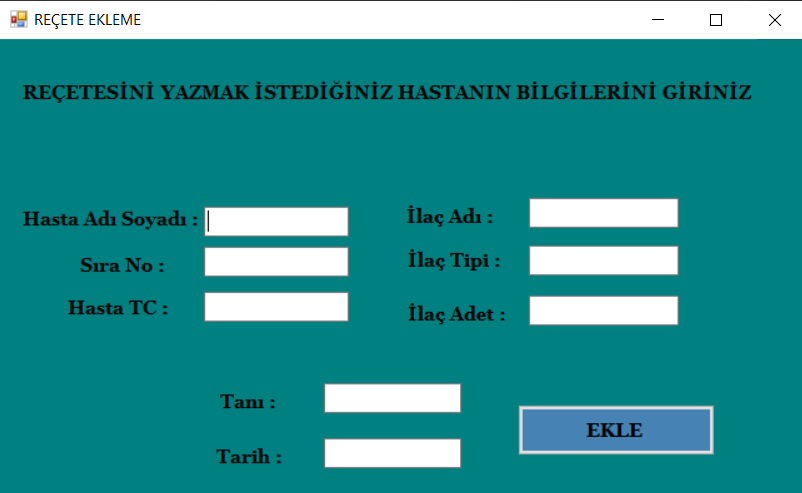 REÇETE EKLEME
REÇETESİNİ YAZMAK İSTEDİĞİNİZ HASTANIN BİLGİLERİNİ GİRİNİZ
Hasta Adı Soyadı :
Sıra No :
Hasta TC :
İlaç Adı :
İlaç Tipi :
İlaç Adet :
Tanı :
Tarih :
EKLE